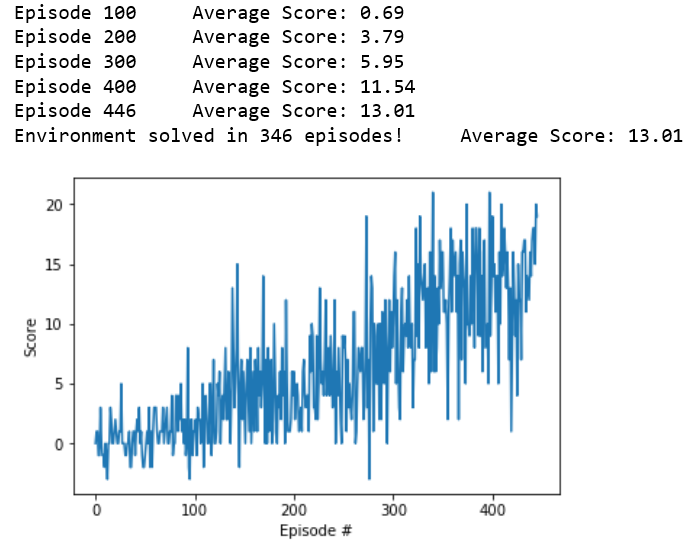 Episode 100 Average Score: 0.69
Episode 200 Average Score: 3.79
Episode 300 Average Score: 5.95
Episode 400 Average Score: 11.54
Episode 446 Average Score: 13.01
Environment solved in 346 episodes! Average Score: 13.01
20
15
10
5
0
Score
0 100 200 300 400
Episode #